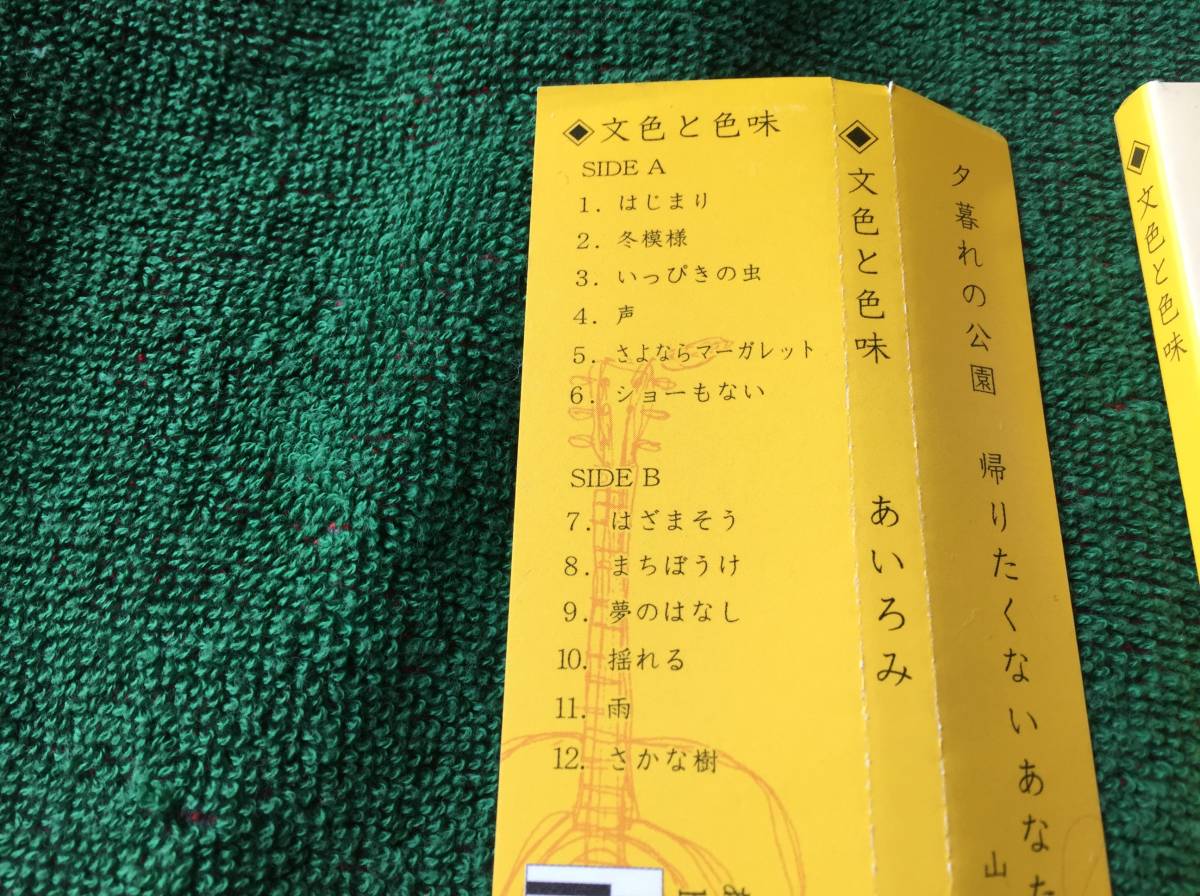 ◈文色と色味
SIDE A
1. はじまり
2. 冬模様
3. いっぴきの虫
4. 声
5. さよならマーガレット
6. ショーもない
SIDE B
7. はざまそう
8. まちぼうけ
9. 夢のはなし
10. 揺れる
11. 雨
12. さかな樹
◈文色と色味 あいろみ
夕暮れの公園 帰りたくないあなた
山
◈文色と色味